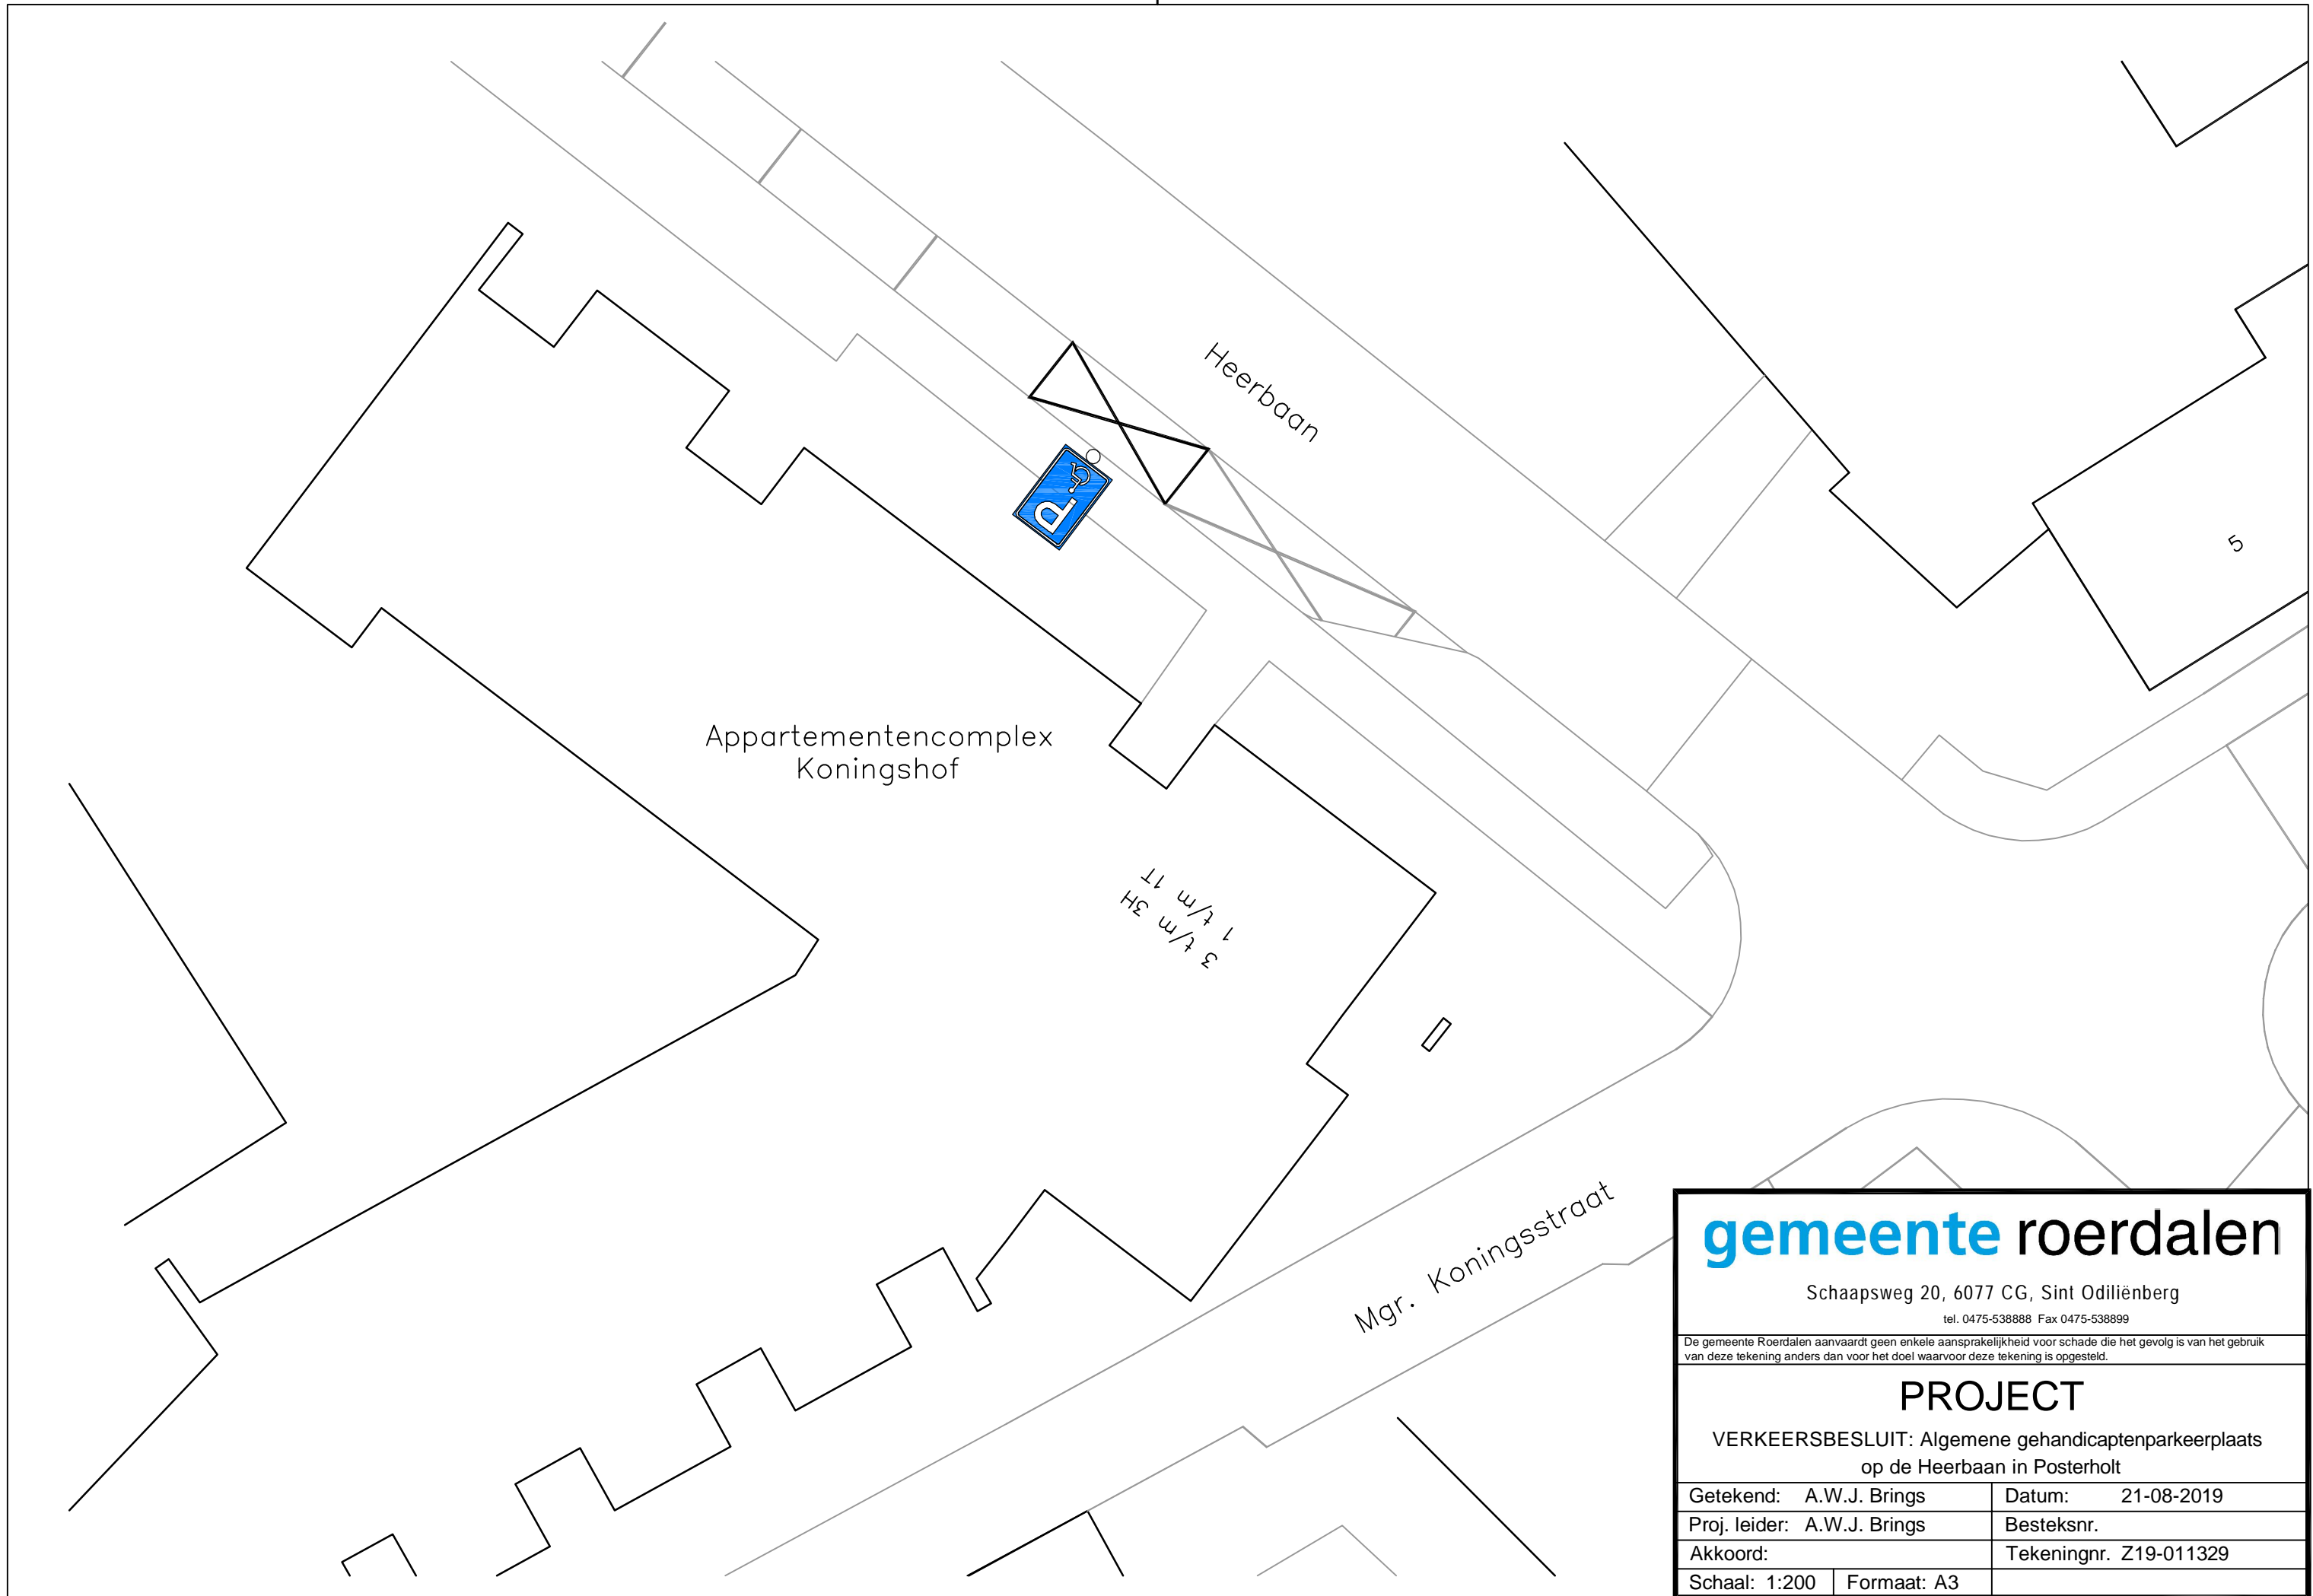 Heerbaan
P
5
Appartementencomplex
Koningshof
1 t/m 1T
3 t/m 3H
Mgr. Koningsstraat
gemeente roerdalen
Schaapsweg 20, 6077 CG, Sint Odiliënberg
tel. 0475-538888 Fax 0475-538899
De gemeente Roerdalen aanvaardt geen enkele aansprakelijkheid voor schade die het gevolg is van het gebruik
van deze tekening anders dan voor het doel waarvoor deze tekening is opgesteld.
PROJECT
VERKEERSBESLUIT: Algemene gehandicaptenparkeerplaats
op de Heerbaan in Posterholt
Getekend: A.W.J. Brings Datum: 21-08-2019
Proj. leider: A.W.J. Brings Besteksnr.
Akkoord: Tekeningnr. Z19-011329
Schaal: 1:200 Formaat: A3